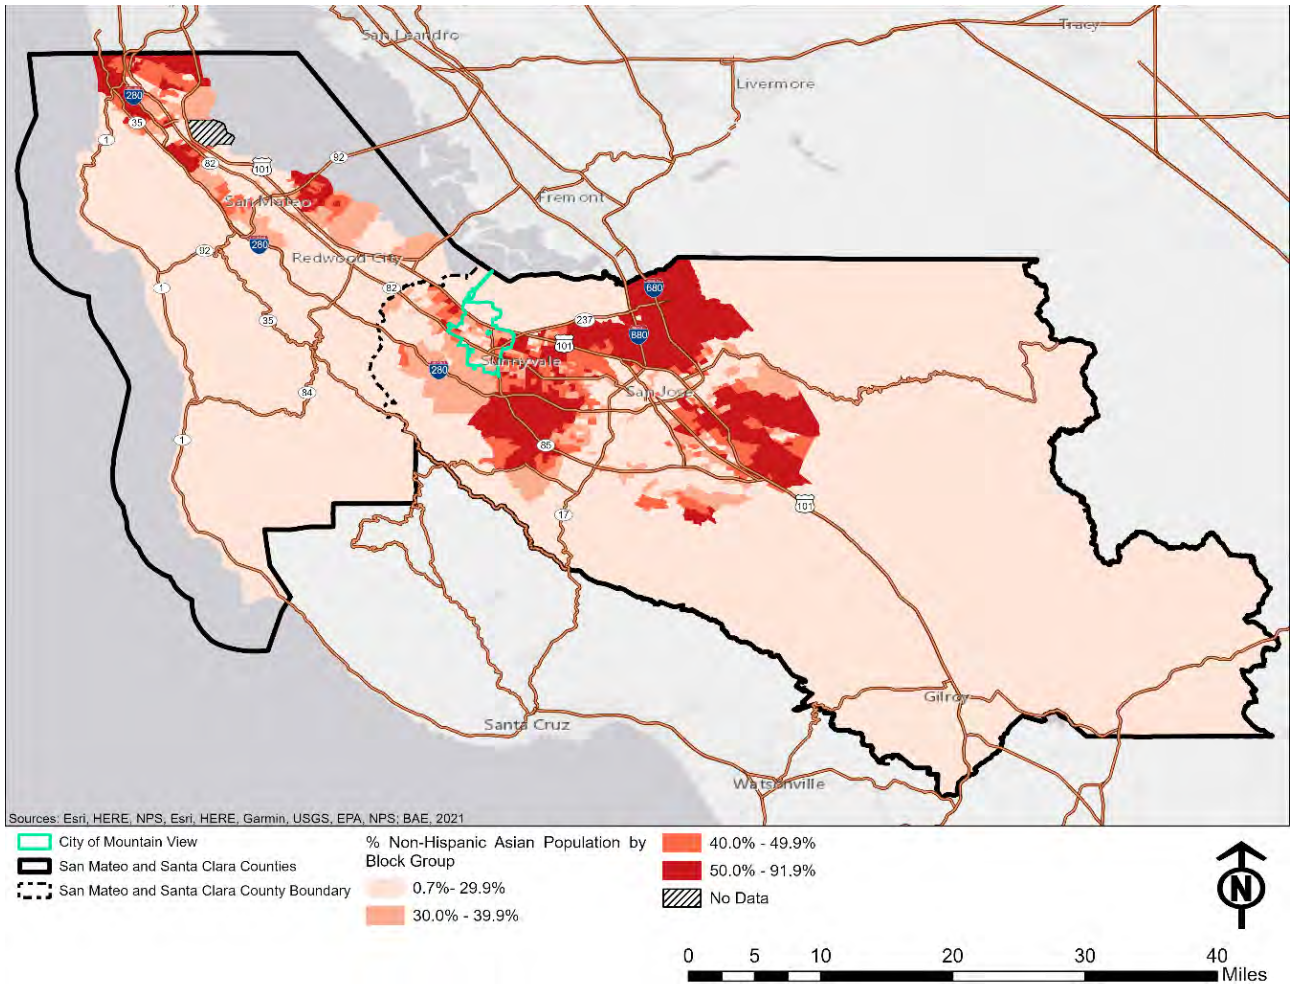 San Leandro
Tracy
Livermore
280
35
1
82
101
92
San Mateo
Fremont
92
280
Redwood City
1
82
680
35
237
680
101
Sunnyvale
280
San Jose
84
1
85
101
17
Gilroy
Santa Cruz
Watsonville
Sources: Esri, HERE, NPS, Esri, HERE, Garmin, USGS, EPA, NPS; BAE, 2021
City of Mountain View
San Mateo and Santa Clara Counties
San Mateo and Santa Clara County Boundary
% Non-Hispanic Asian Population by
Block Group
0.7%- 29.9%
30.0% - 39.9%
40.0% - 49.9%
50.0% - 91.9%
No Data
N
0 5 10 20 30 40
Miles